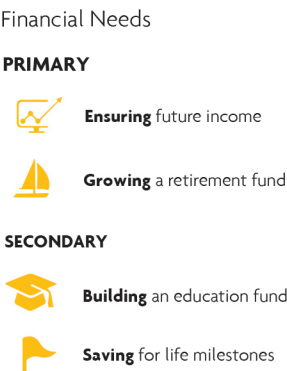 Financial Needs
PRIMARY
Ensuring future income
Growing a retirement fund
SECONDARY
Building an education fund
Saving for life milestones